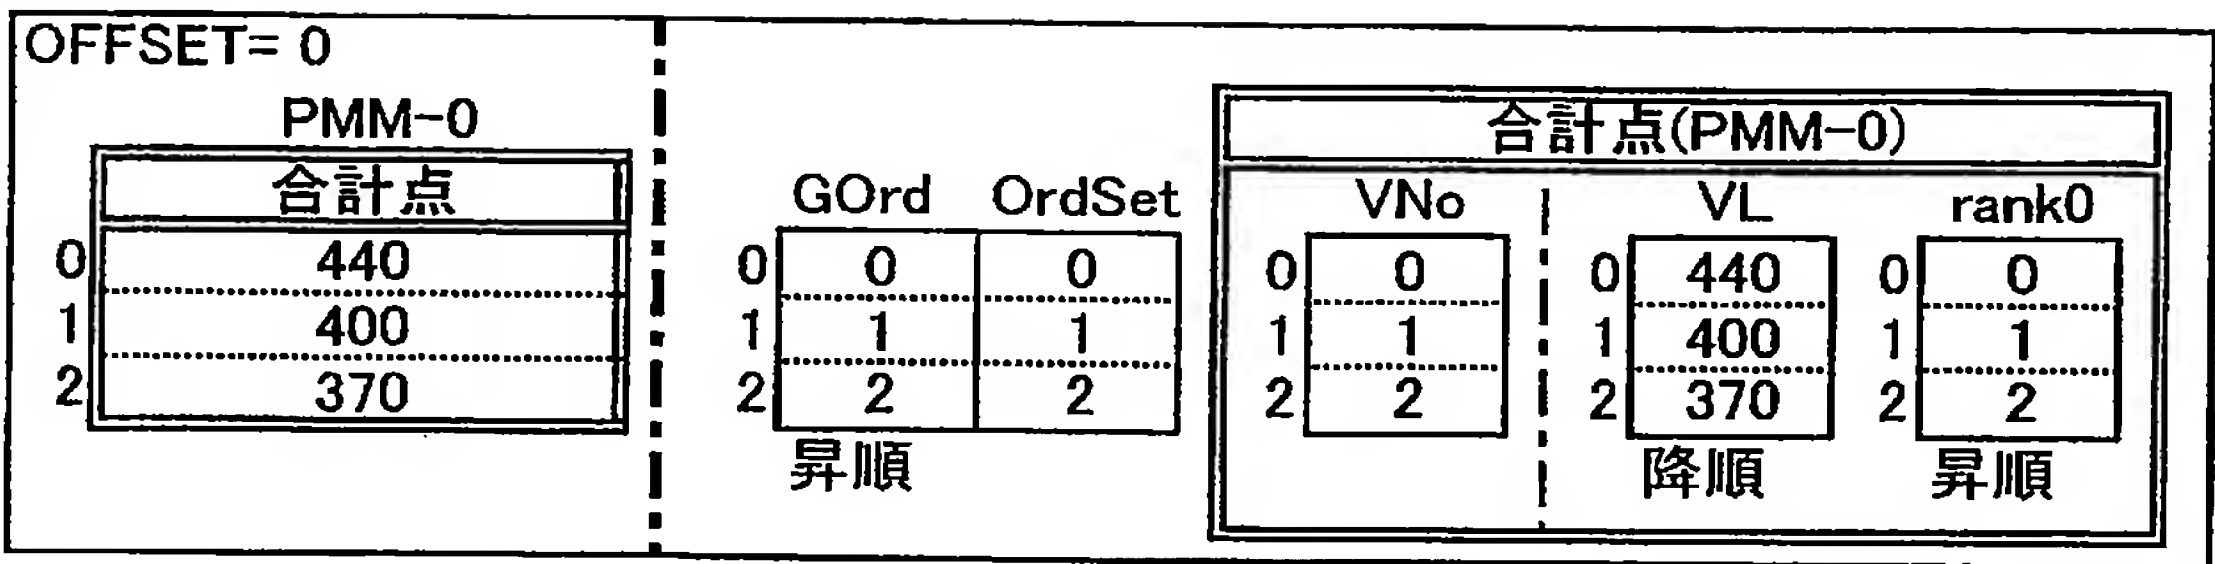 OFFSET= 0
PMM-0
合計点
0 440
1 400
2 370
GOrd OrdSet
0 0 0
1 1 1
2 2 2
昇順
合計点(PMM-0)
VNo VL rank0
0 0 0 440 0 0
1 1 1 400 1 1
2 2 2 370 2 2
降順 昇順